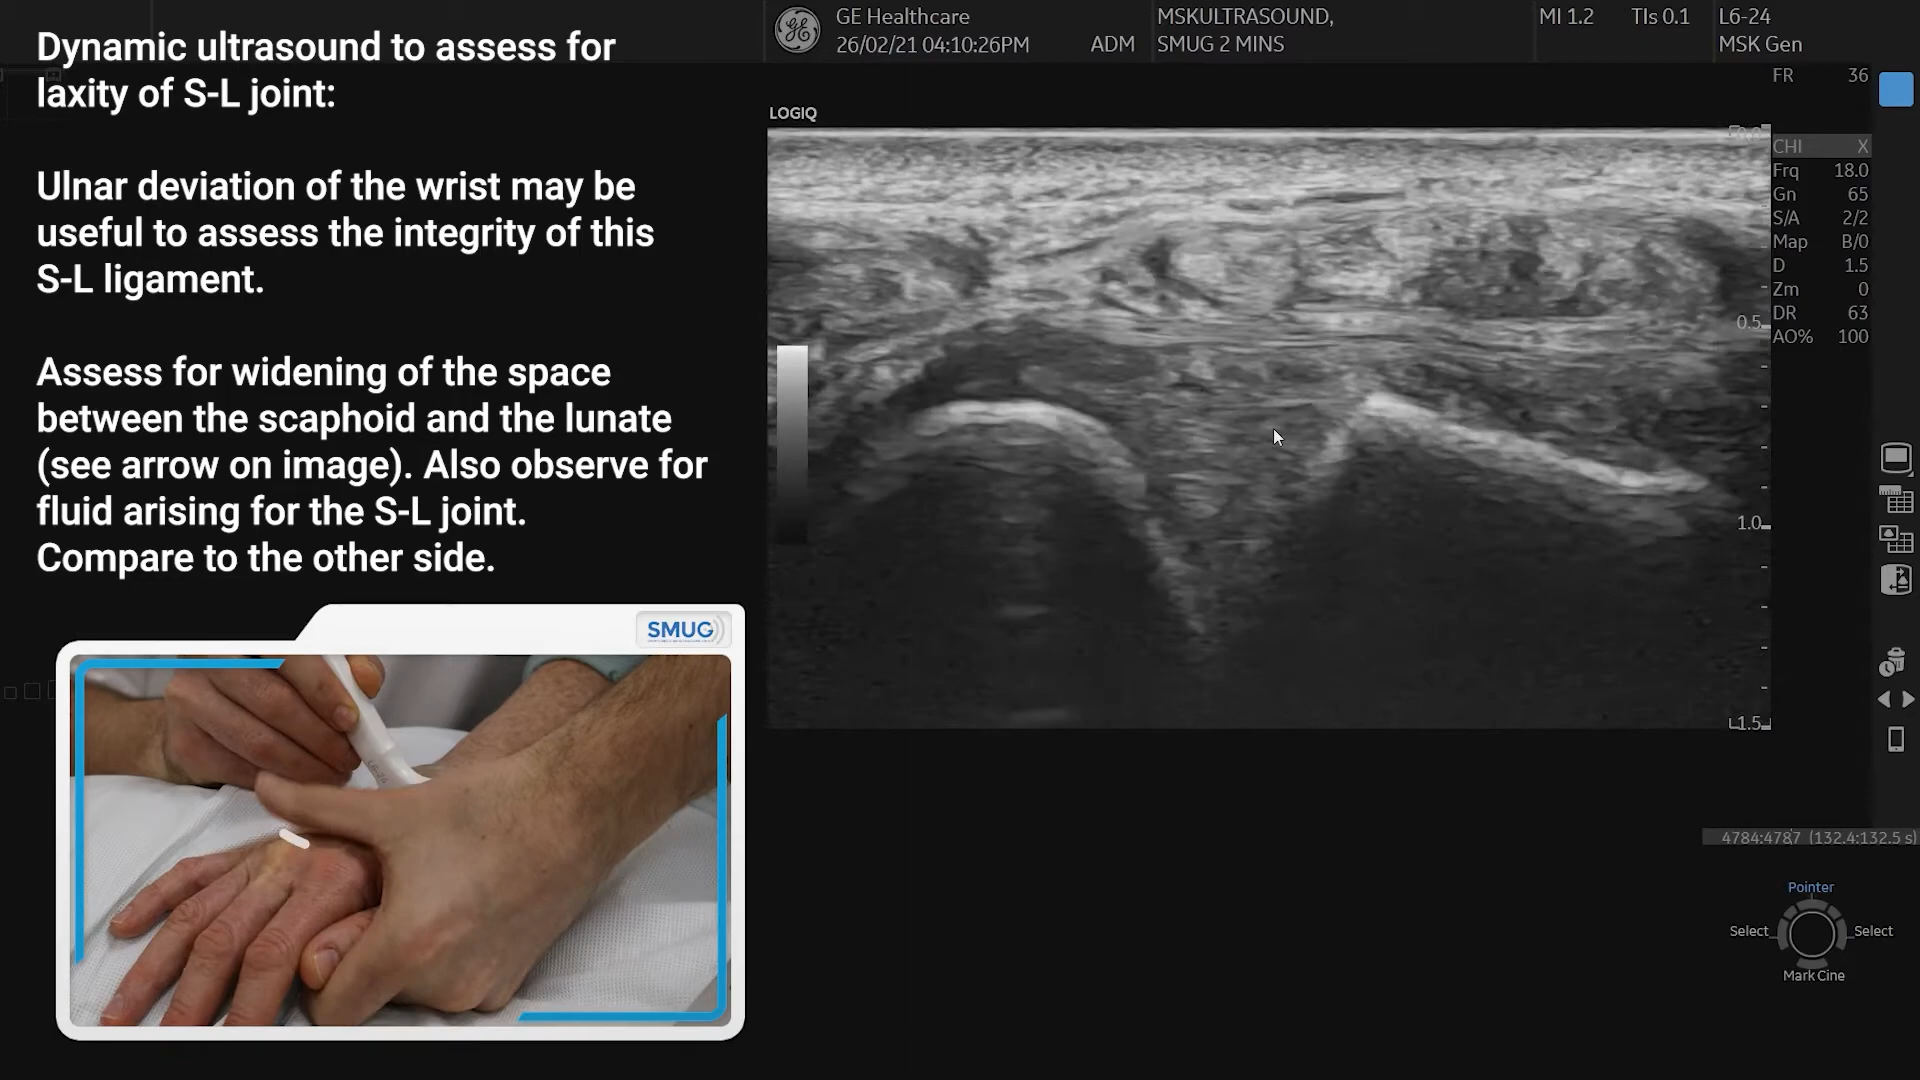 Dynamic ultrasound to assess for
laxity of S-L joint:
Ulnar deviation of the wrist may be
useful to assess the integrity of this
S-L ligament.
Assess for widening of the space
between the scaphoid and the lunate
(see arrow on image). Also observe for
fluid arising for the S-L joint.
Compare to the other side.
SMUG
GE Healthcare
26/02/21 04:10:26PM ADM
MSKULTRASOUND,
SMUG 2 MINS
MI 1.2 TIs 0.1
L6-24
MSK Gen
FR 36
LOGIQ
CHI X
Frq 18.0
Gn 65
S/A 2/2
Map B/0
D 1.5
Zm 0
DR 63
AO% 100
0.5
1.0
1.5
4784:4787 (132.4:132.5 s)
Pointer
Select Select
Mark Cine